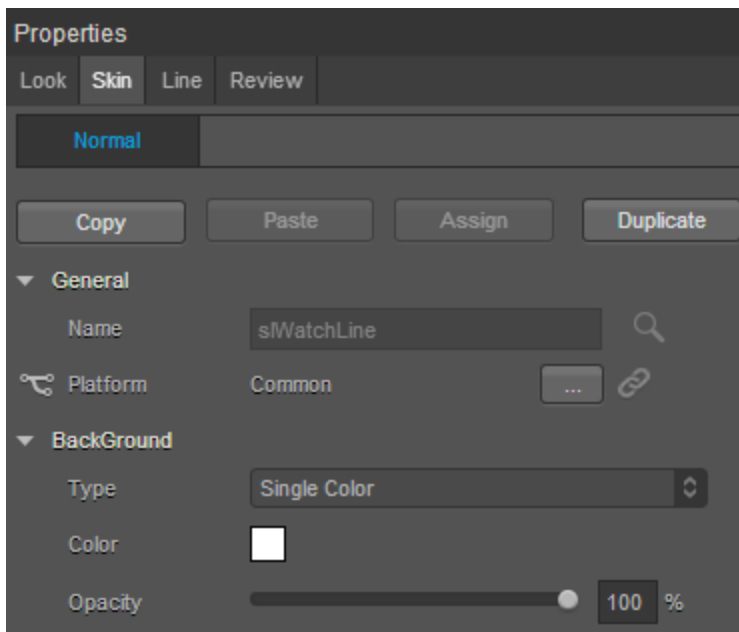 Properties
Look Skin Line Review
Normal
Copy Paste Assign Duplicate
General
Name slWatchLine
Platform Common ...
BackGround
Type Single Color
Color
Opacity 100 %